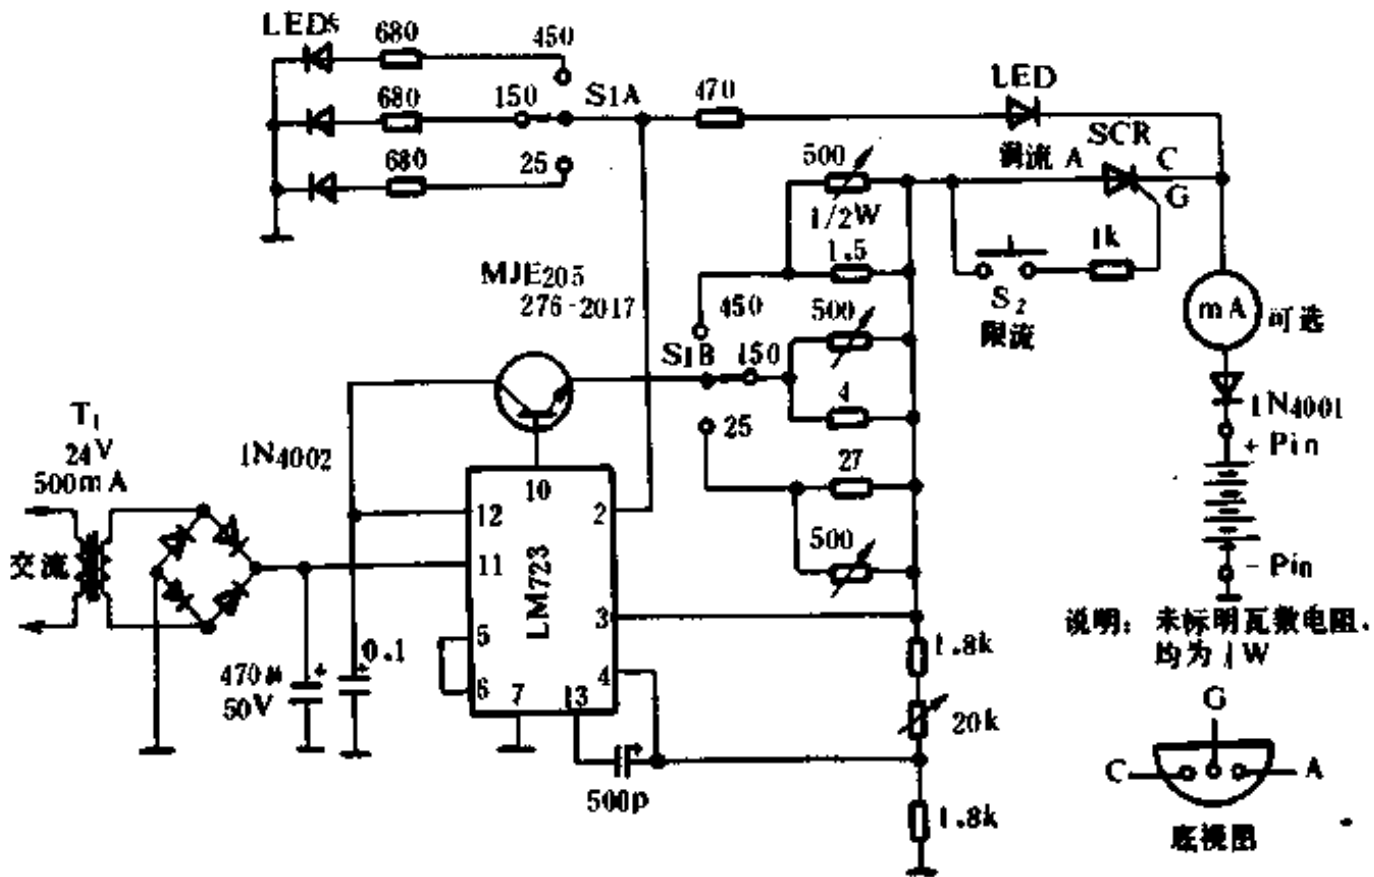 LEDs
680
450
680
150
S1A
680
25
470
LED
SCR
涓流 A
C
G
500
1/2W
1.5
1k
S2
限流
MJE205
276-2017
450
500
S1B
150
4
25
27
500
mA
可选
1N4001
+ Pin
- Pin
T1
24V
500mA
交流
1N4002
10
12
2
11
LM723
3
5
6
7
13
4
470μ
50V
0.1
500p
1.8k
20k
1.8k
说明: 未标明瓦数电阻.
均为1W
G
C
A
底视图